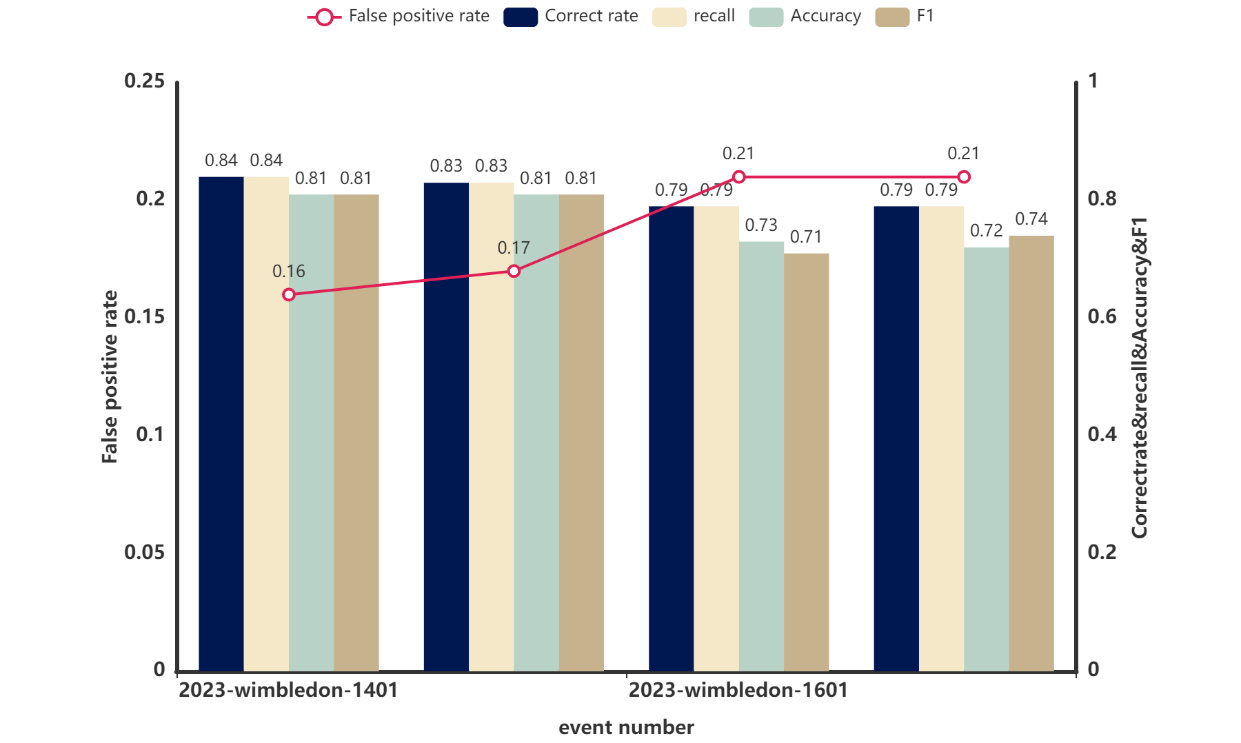 False positive rate Correct rate recall Accuracy F1
0.25 1
0.84 0.84 0.81 0.81 0.83 0.83 0.81 0.81 0.21 0.79 0.79 0.73 0.71 0.21 0.79 0.79 0.72 0.74
0.2 0.8
0.16 0.17
0.15 0.6
0.1 0.4
0.05 0.2
0 0
False positive rate
Correctrate&recall&Accuracy&F1
2023-wimbledon-1401 2023-wimbledon-1601
event number